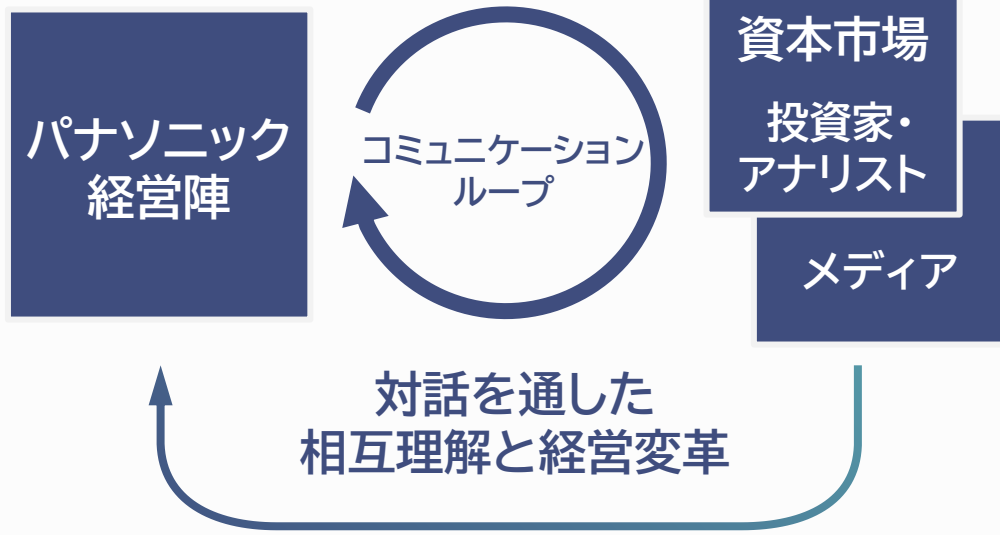 パナソニック
経営陣
コミュニケーション
ループ
資本市場
投資家・
アナリスト
メディア
対話を通した
相互理解と経営変革